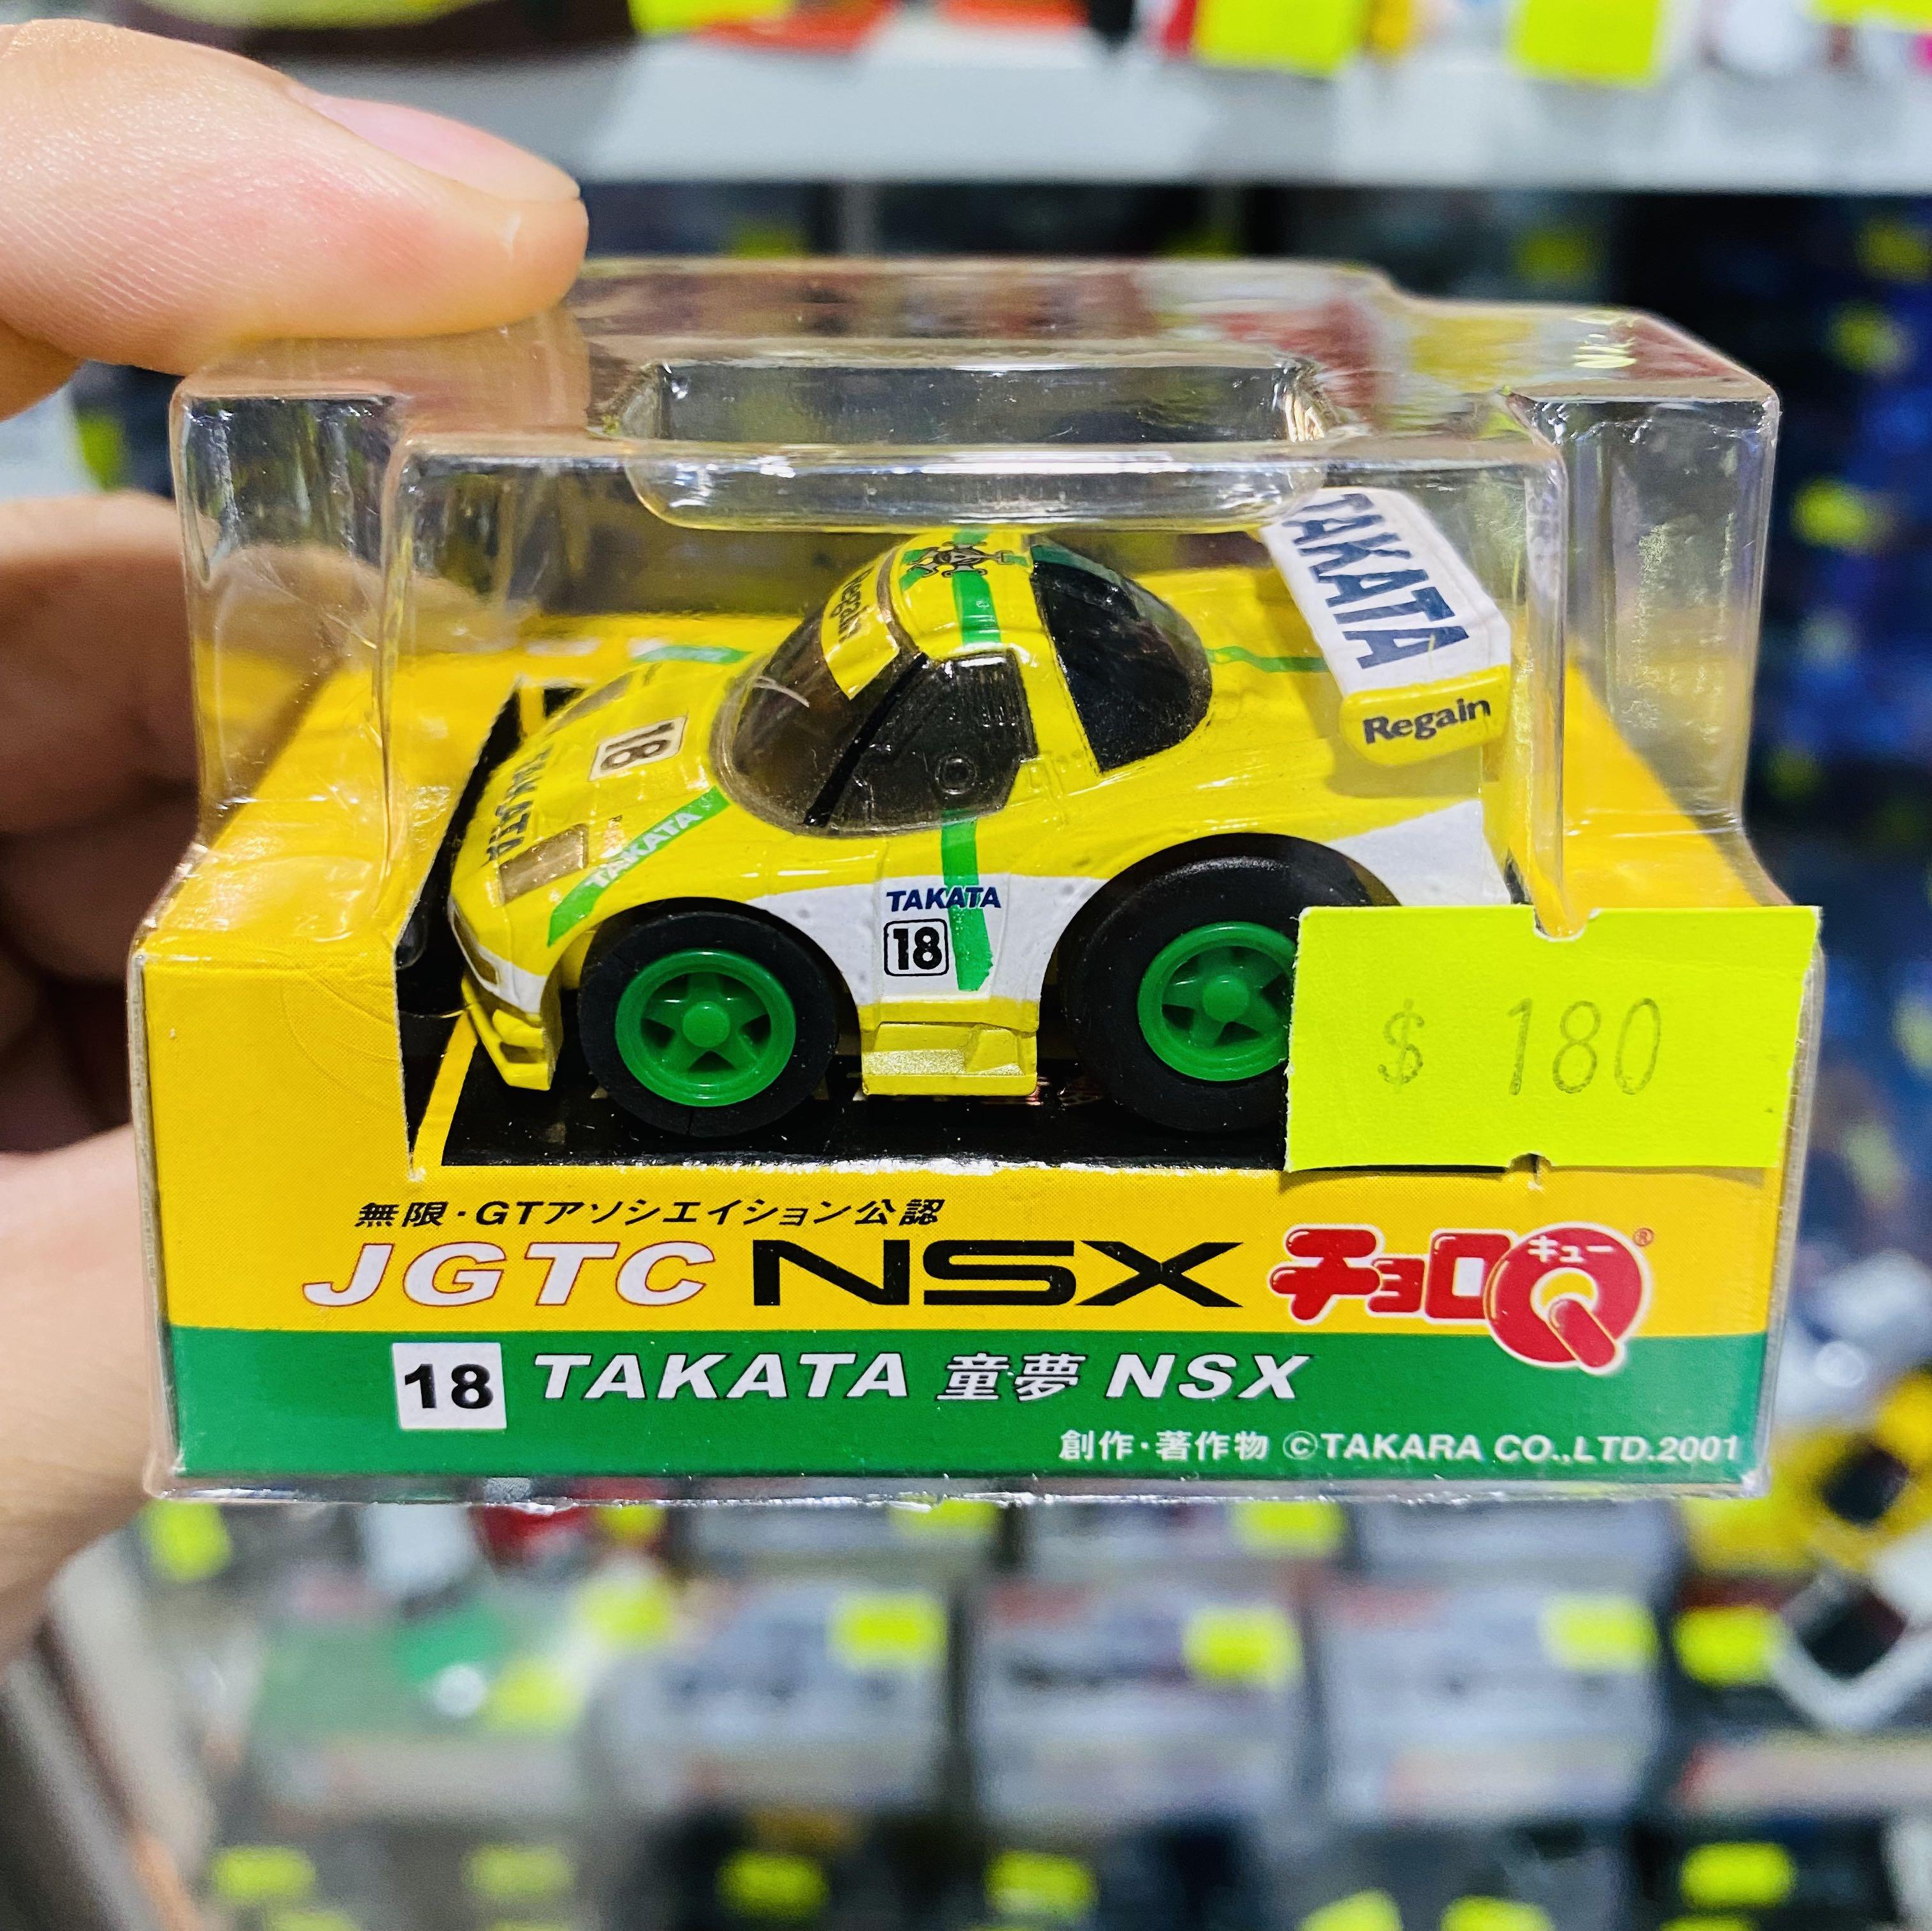 TAKATA
Regain
Regain
18
TAKATA
TAKATA
TAKATA
18
$ 180
無限・GTアソシエイション公認
JGTC NSX チョロQ キュー ®
18 TAKATA 童夢 NSX
創作・著作物 ©TAKARA CO.,LTD.2001